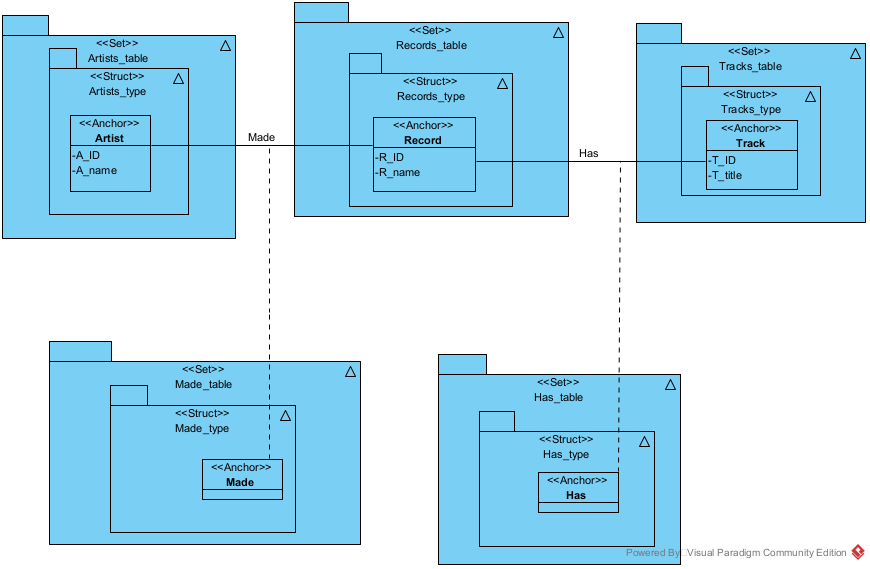 <<Set>>
Artists_table
<<Struct>>
Artists_type
<<Anchor>>
Artist
-A_ID
-A_name
Made
<<Set>>
Records_table
<<Struct>>
Records_type
<<Anchor>>
Record
-R_ID
-R_name
Has
<<Set>>
Tracks_table
<<Struct>>
Tracks_type
<<Anchor>>
Track
-T_ID
-T_title
<<Set>>
Made_table
<<Struct>>
Made_type
<<Anchor>>
Made
<<Set>>
Has_table
<<Struct>>
Has_type
<<Anchor>>
Has
Powered By Visual Paradigm Community Edition